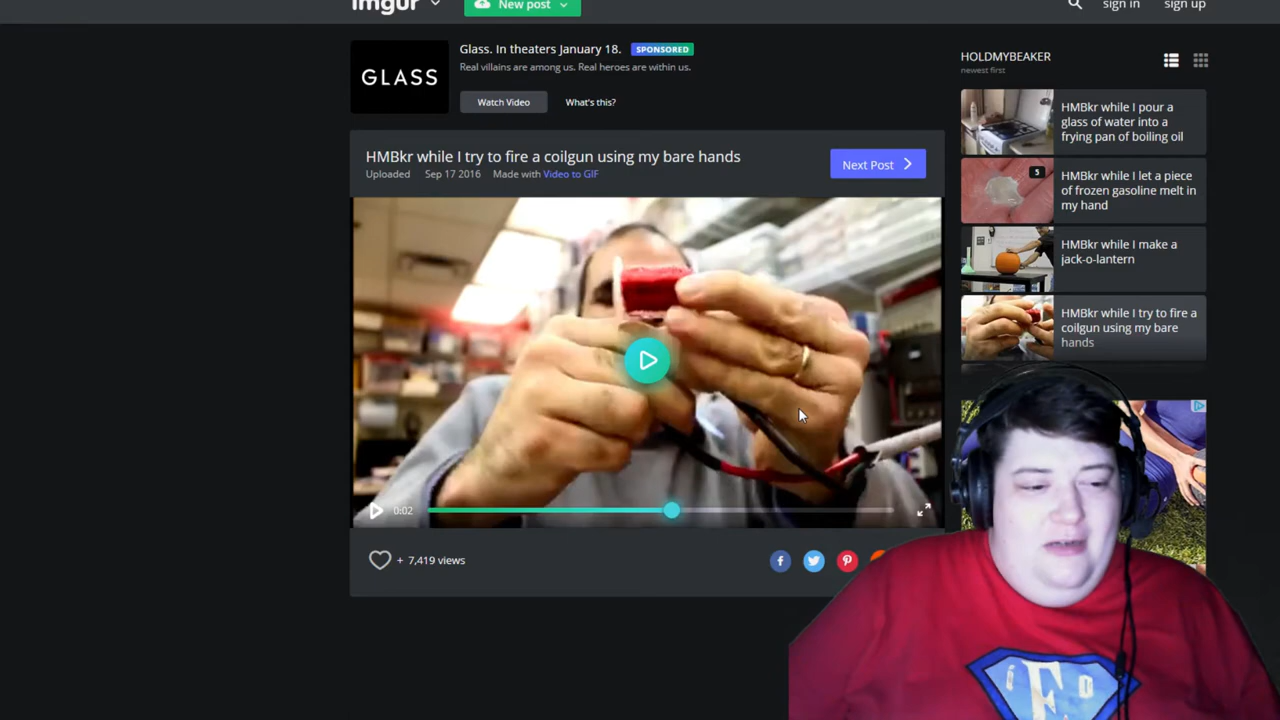 imgur
New post
sign in
sign up
GLASS
Glass. In theaters January 18. SPONSORED
Real villains are among us. Real heroes are within us.
Watch Video
What's this?
HMBkr while I try to fire a coilgun using my bare hands
Uploaded Sep 17 2016 Made with Video to GIF
Next Post
0:02
+ 7,419 views
HOLDMYBEAKER
newest first
HMBkr while I pour a
glass of water into a
frying pan of boiling oil
5
HMBkr while I let a piece
of frozen gasoline melt in
my hand
HMBkr while I make a
jack-o-lantern
HMBkr while I try to fire a
coilgun using my bare
hands